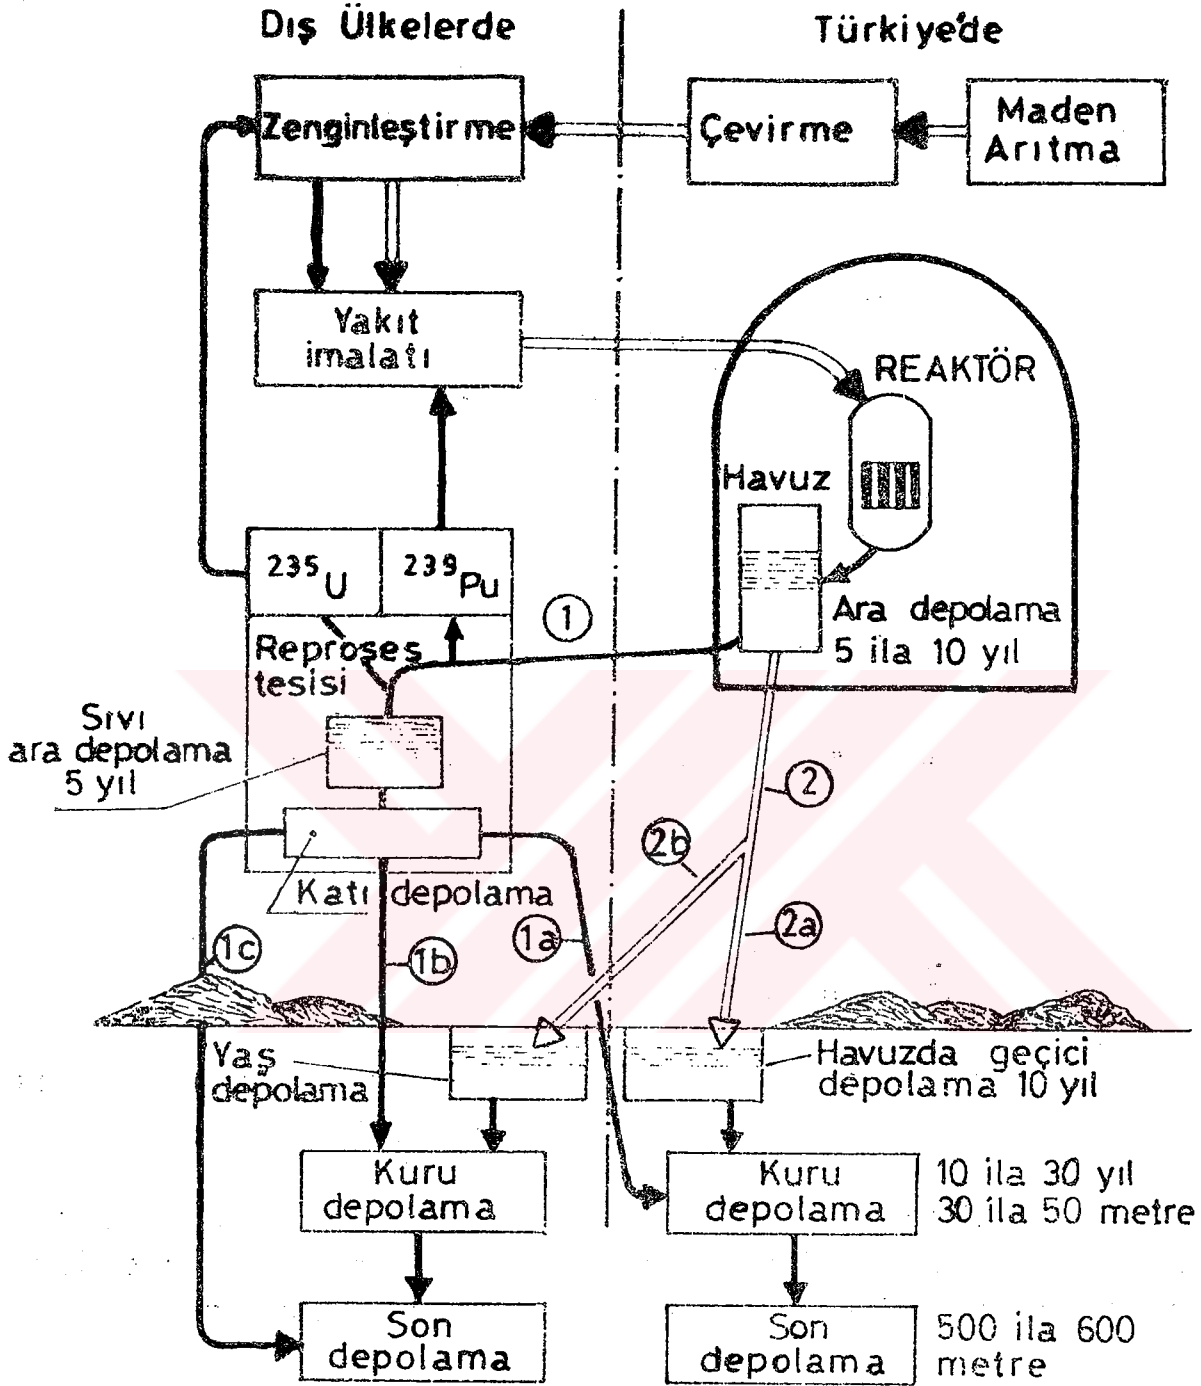 Dış Ülkelerde
Türkiye'de
Zenginleştirme
Çevirme
Maden
Arıtma
Yakıt
imalatı
REAKTÖR
Havuz
235U
239Pu
1
Ara depolama
5 ila 10 yıl
Reproses
tesisi
Sıvı
ara depolama
5 yıl
2
2b
Katı depolama
1a
2a
1c
1b
Yaş
depolama
Havuzda geçici
depolama 10 yıl
Kuru
depolama
Kuru
depolama
10 ila 30 yıl
30 ila 50 metre
Son
depolama
Son
depolama
500 ila 600
metre